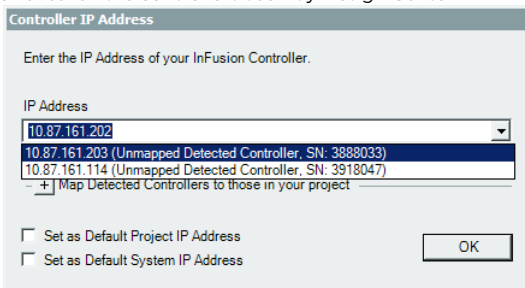 Controller IP Address
Enter the IP Address of your InFusion Controller.
IP Address
10.87.161.202
10.87.161.203 (Unmapped Detected Controller, SN: 3888033)
10.87.161.114 (Unmapped Detected Controller, SN: 3918047)
+ Map Detected Controllers to those in your project
Set as Default Project IP Address
OK
Set as Default System IP Address